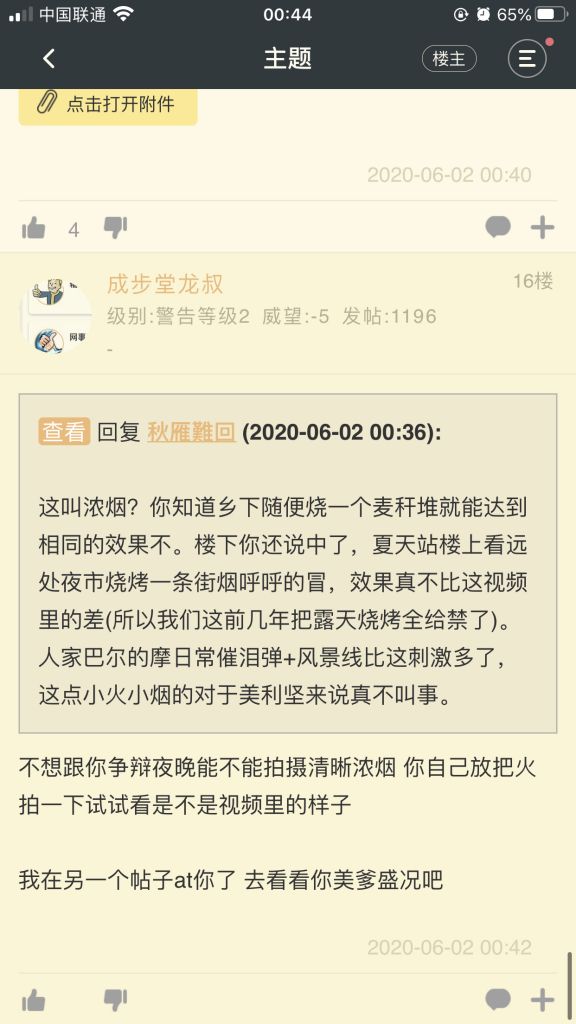 中国联通 00:44 65%
主题 楼主
点击打开附件
2020-06-02 00:40
4
成步堂龙叔 16楼
级别:警告等级2 威望:-5 发帖:1196
网事
-
查看 回复 秋雁難回 (2020-06-02 00:36):
这叫浓烟？你知道乡下随便烧一个麦秆堆就能达到
相同的效果不。楼下你还说中了，夏天站楼上看远
处夜市烧烤一条街烟呼呼的冒，效果真不比这视频
里的差(所以我们这前几年把露天烧烤全给禁了)。
人家巴尔的摩日常催泪弹+风景线比这刺激多了，
这点小火小烟的对于美利坚来说真不叫事。
不想跟你争辩夜晚能不能拍摄清晰浓烟 你自己放把火
拍一下试试看是不是视频里的样子
我在另一个帖子at你了 去看看你美爹盛况吧
2020-06-02 00:42